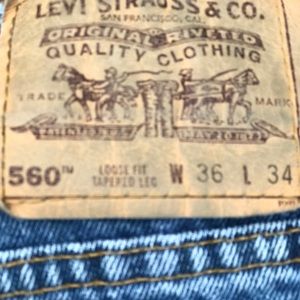 LEVI STRAUSS & CO.
SAN FRANCISCO, CAL.
ORIGINAL RIVETED
QUALITY CLOTHING
TRADE MARK
560™ LOOSE FIT W 36 L 34
TAPERED LEG